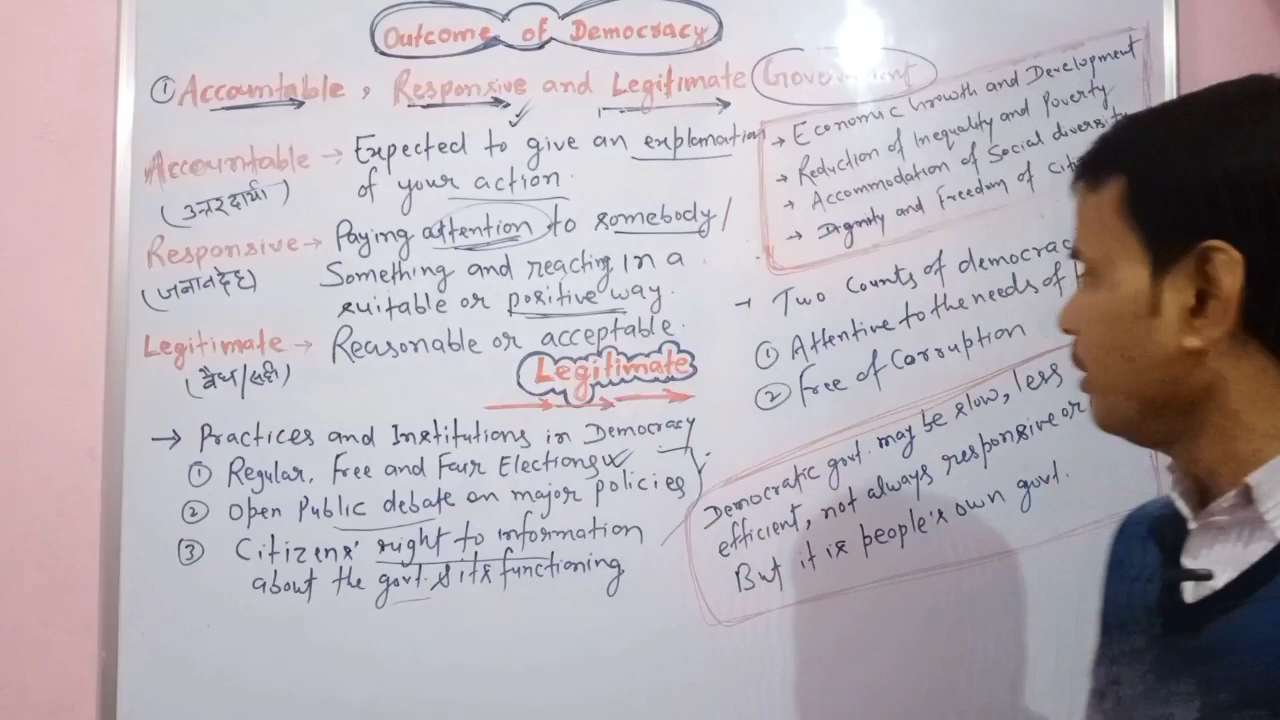 Outcome of Democracy
① Accountable, Responsive and Legitimate Government
Accountable → Expected to give an explanation
of your action.
(उत्तरदायी)
Responsive → Paying attention to somebody/
Something and reacting in a
(जवाबदेह)
suitable or positive way.
Legitimate → Reasonable or acceptable.
(वैध/सही)
Legitimate
→ Practices and Institutions in Democracy
① Regular, Free and Fair Elections
② Open Public debate on major policies
③ Citizens' right to information
about the govt. & its functioning
→ Economic Growth and Development
→ Reduction of Inequality and Poverty
→ Accommodation of Social diversity
→ Dignity and Freedom of
→ Two Counts of democrac
① Attentive to the needs of
② Free of Corruption
Democratic govt. may be slow, less
efficient, not always responsive or
But it is people's own govt.